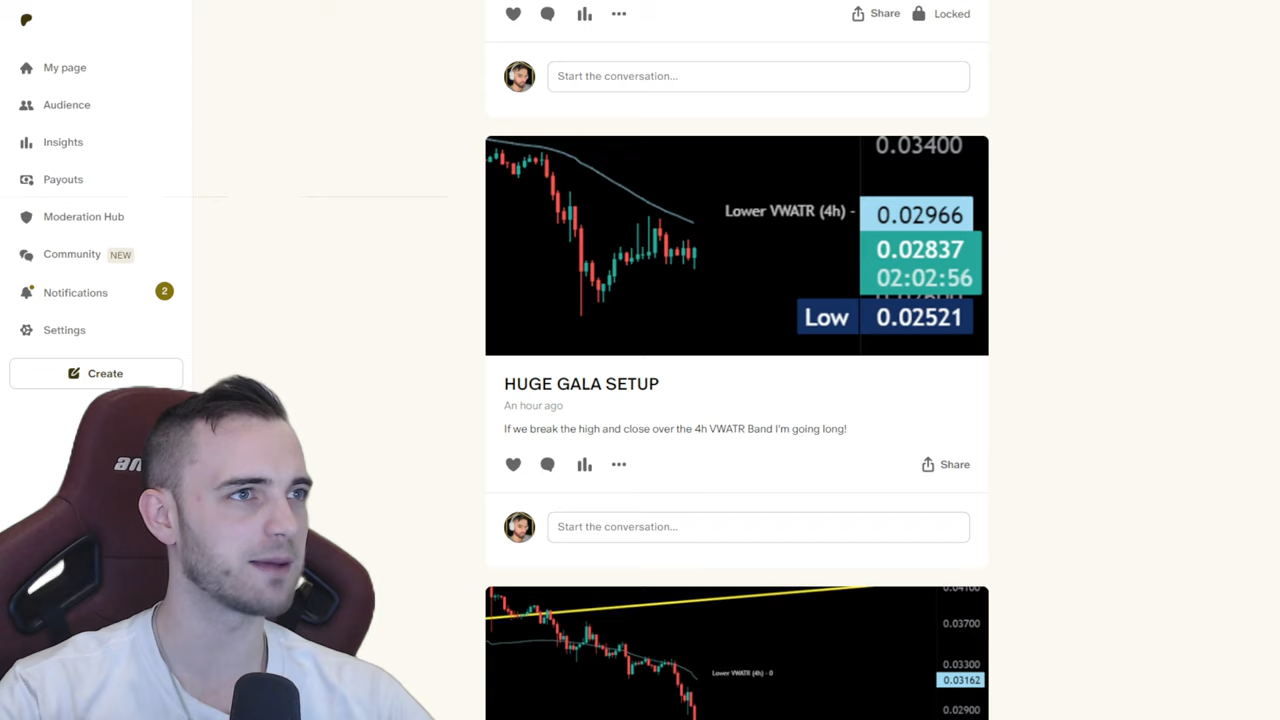 Share Locked
My page
Start the conversation...
Audience
Insights
0.03400
Payouts
Lower VWATR (4h) - 0.02966
Moderation Hub
0.02837
Community NEW
02:02:56
Notifications 2
Low 0.02521
Settings
Create
HUGE GALA SETUP
An hour ago
If we break the high and close over the 4h VWATR Band I'm going long!
Share
Start the conversation...
0.04100
0.03700
0.03300
Lower VWATR (4h) - 0
0.03162
0.02900